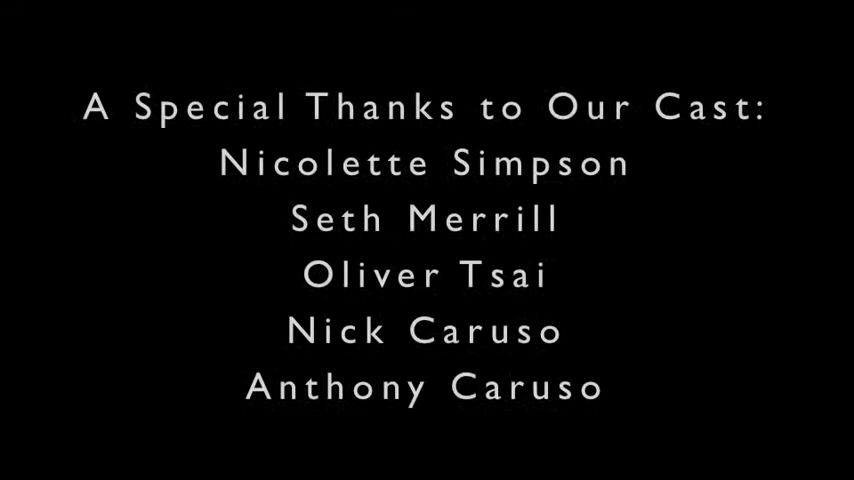 A Special Thanks to Our Cast:
Nicolette Simpson
Seth Merrill
Oliver Tsai
Nick Caruso
Anthony Caruso